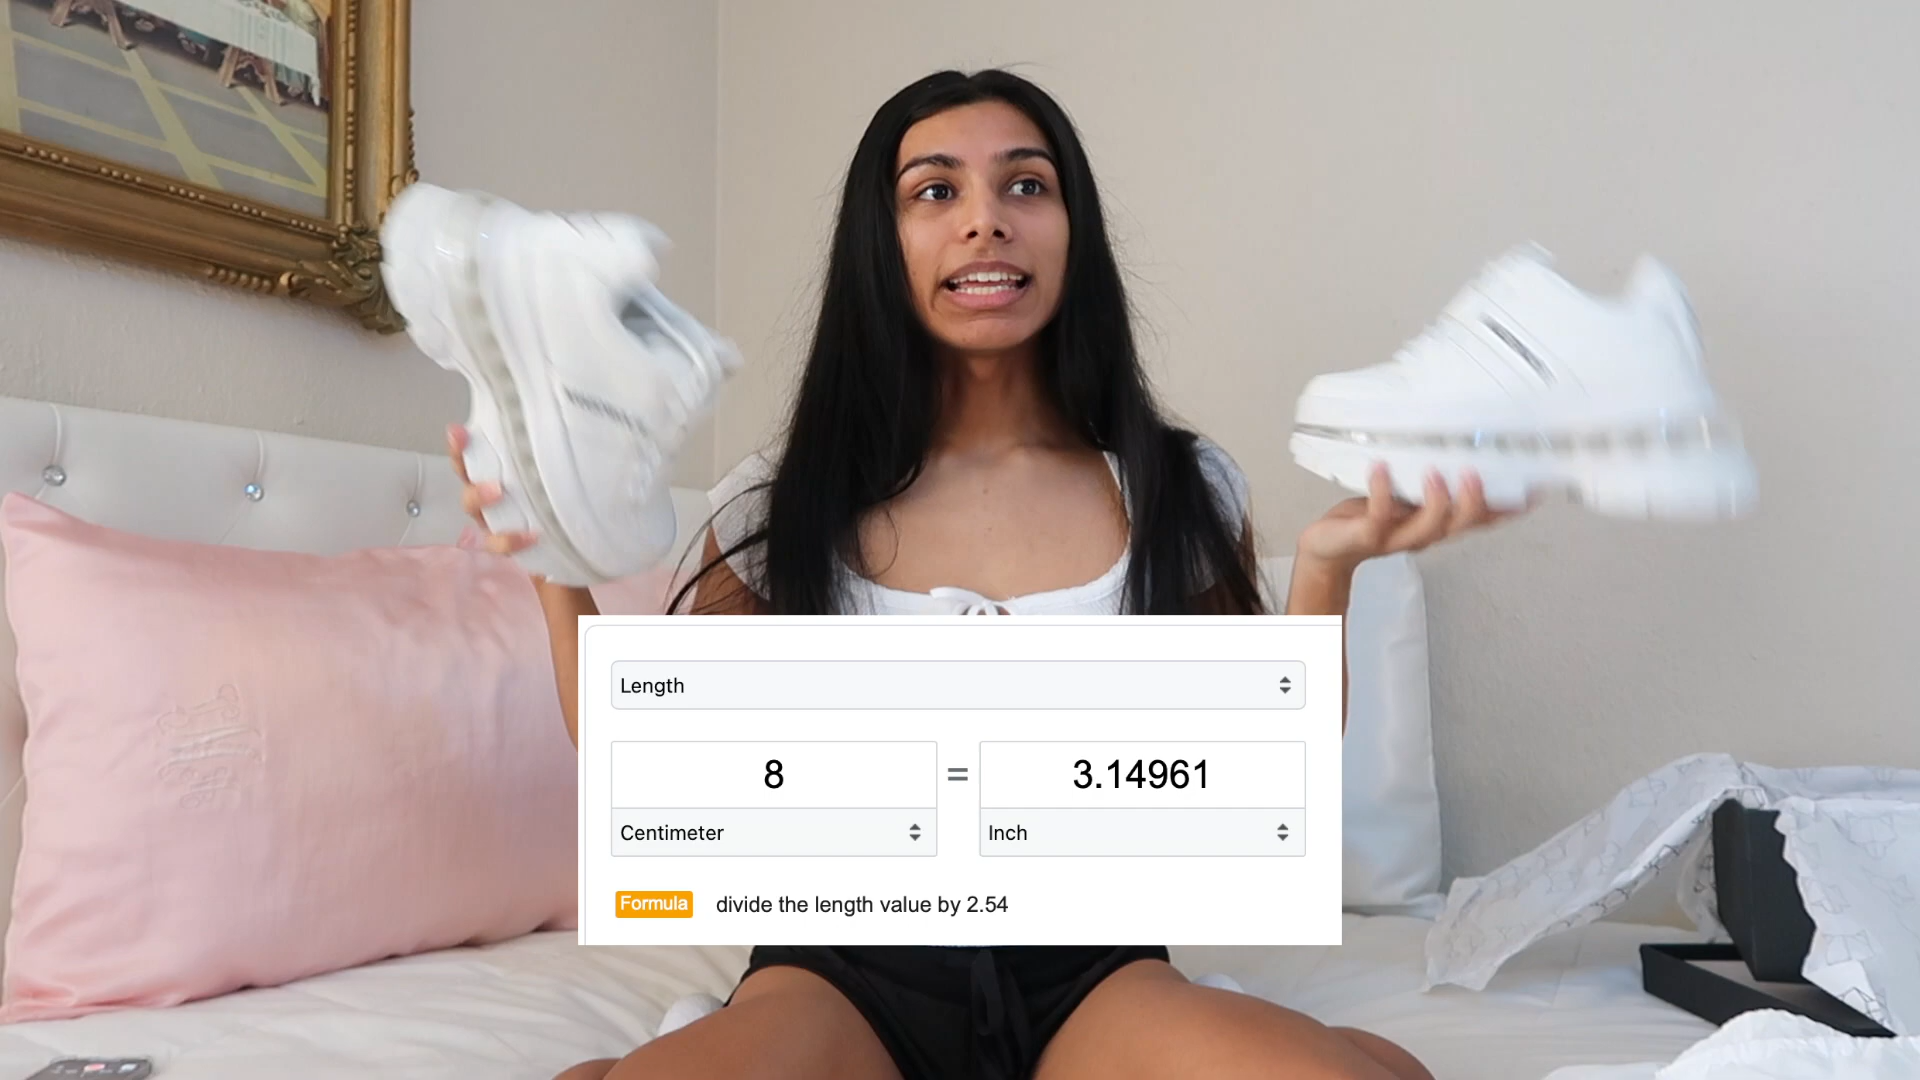 Length
8 = 3.14961
Centimeter Inch
Formula divide the length value by 2.54